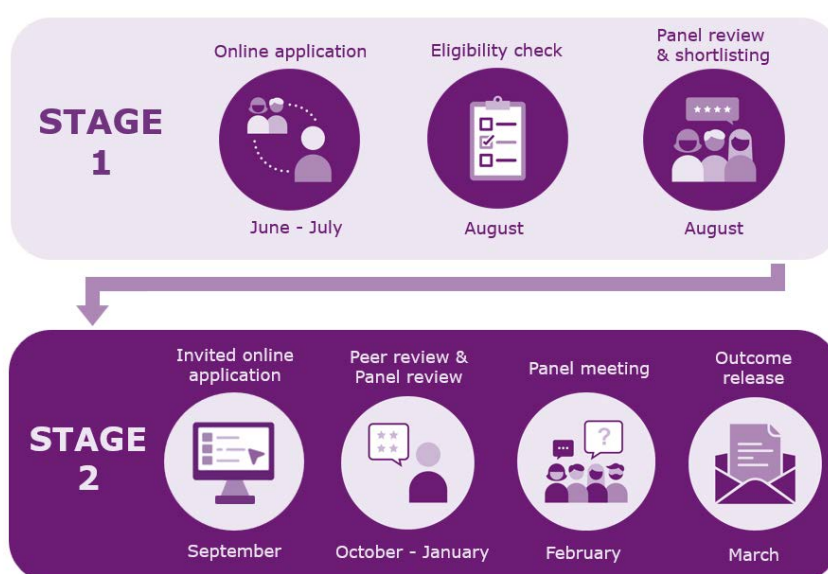 STAGE
1
Online application
June - July
Eligibility check
August
Panel review
& shortlisting
August
STAGE
2
Invited online
application
September
Peer review &
Panel review
October - January
Panel meeting
?
February
Outcome
release
March